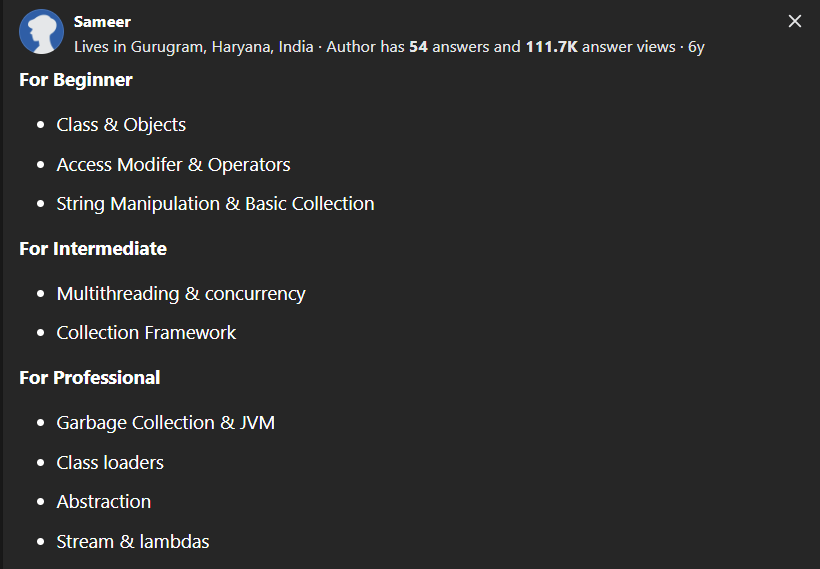 Sameer
Lives in Gurugram, Haryana, India · Author has 54 answers and 111.7K answer views · 6y
For Beginner
• Class & Objects
• Access Modifer & Operators
• String Manipulation & Basic Collection
For Intermediate
• Multithreading & concurrency
• Collection Framework
For Professional
• Garbage Collection & JVM
• Class loaders
• Abstraction
• Stream & lambdas